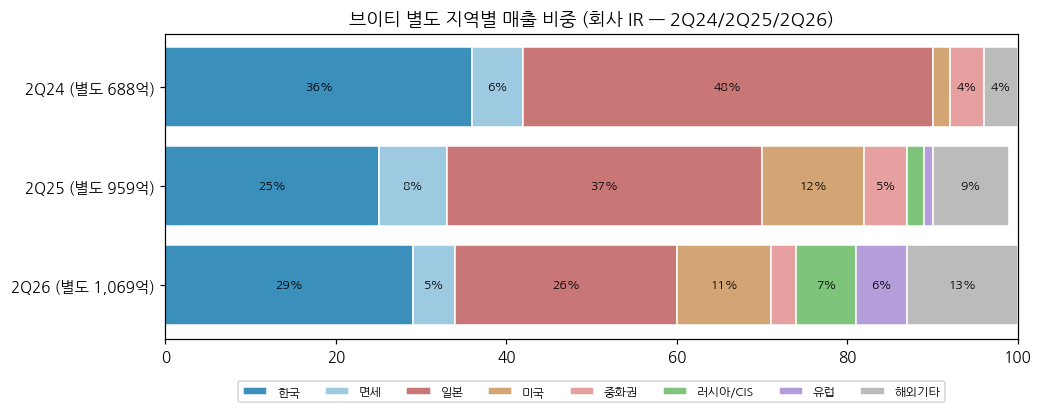 브이티 별도 지역별 매출 비중 (회사 IR — 2Q24/2Q25/2Q26)
2Q24 (별도 688억) 36% 6% 48% 4% 4%
2Q25 (별도 959억) 25% 8% 37% 12% 5% 9%
2Q26 (별도 1,069억) 29% 5% 26% 11% 7% 6% 13%
0 20 40 60 80 100
한국 면세 일본 미국 중화권 러시아/CIS 유럽 해외기타